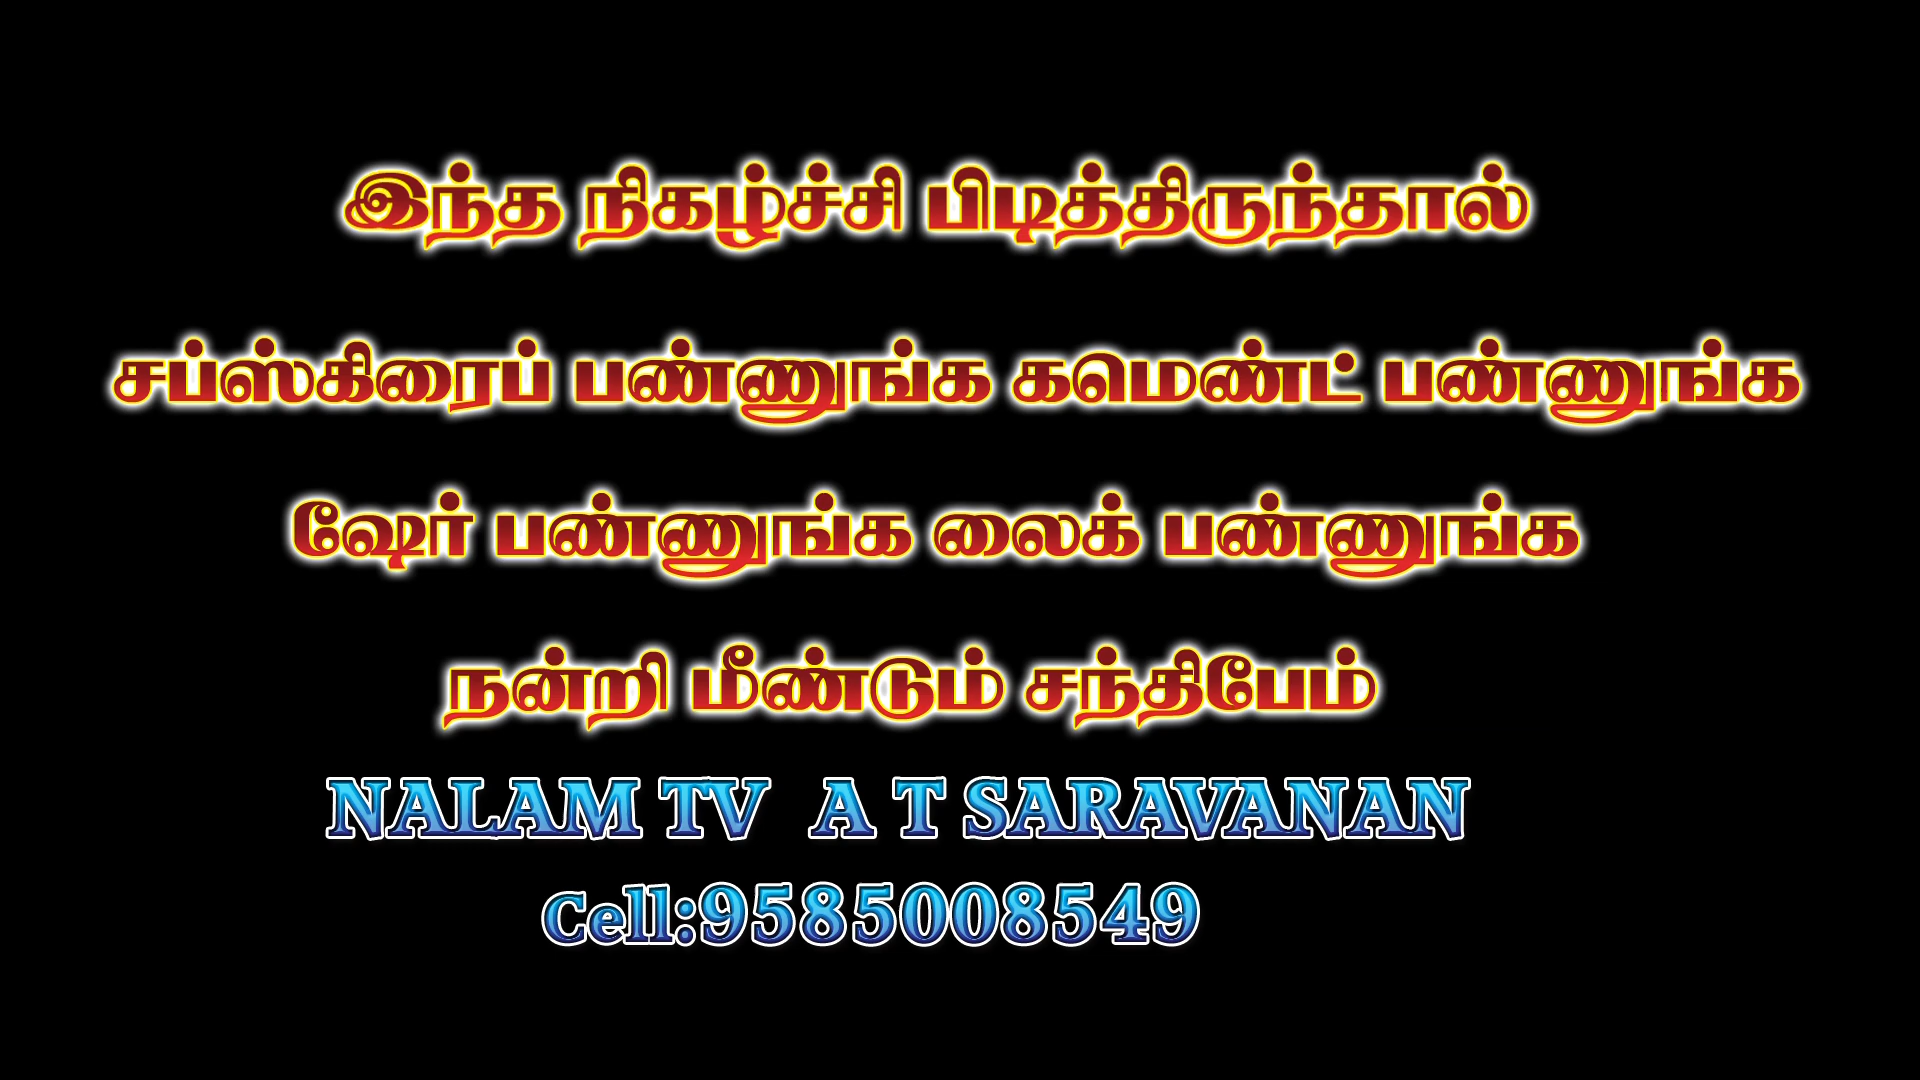 இந்த நிகழ்ச்சி பிடித்திருந்தால்
சப்ஸ்கிரைப் பண்ணுங்க கமெண்ட் பண்ணுங்க
ஷேர் பண்ணுங்க லைக் பண்ணுங்க
நன்றி மீண்டும் சந்திபேம்
NALAM TV A T SARAVANAN
Cell:9585008549